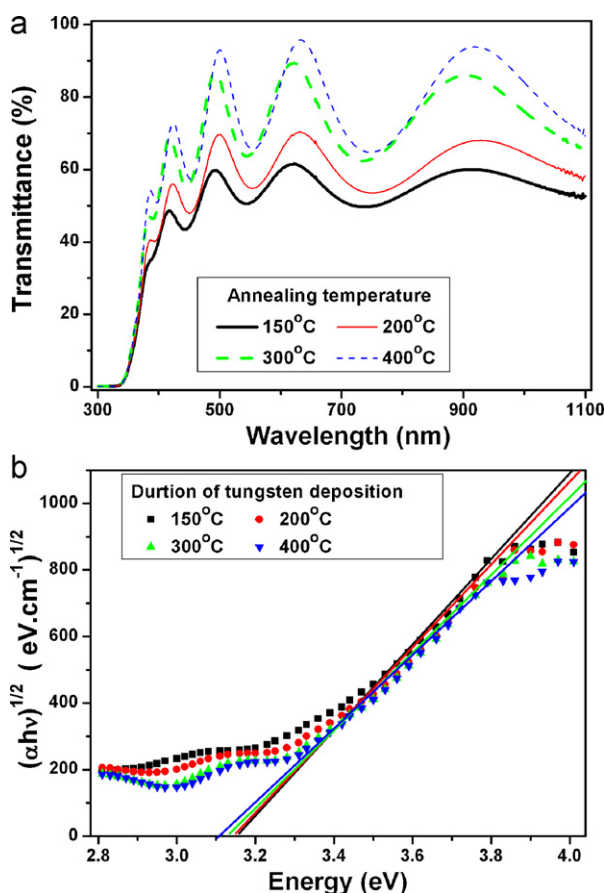 a
Transmittance (%)
100
80
60
40
20
0
Annealing temperature
150°C
200°C
300°C
400°C
300
500
700
900
1100
Wavelength (nm)
b
(αhν)1/2 ( eV.cm-1)1/2
1000
800
600
400
200
0
Durtion of tungsten deposition
150°C
200°C
300°C
400°C
2.8
3.0
3.2
3.4
3.6
3.8
4.0
Energy (eV)